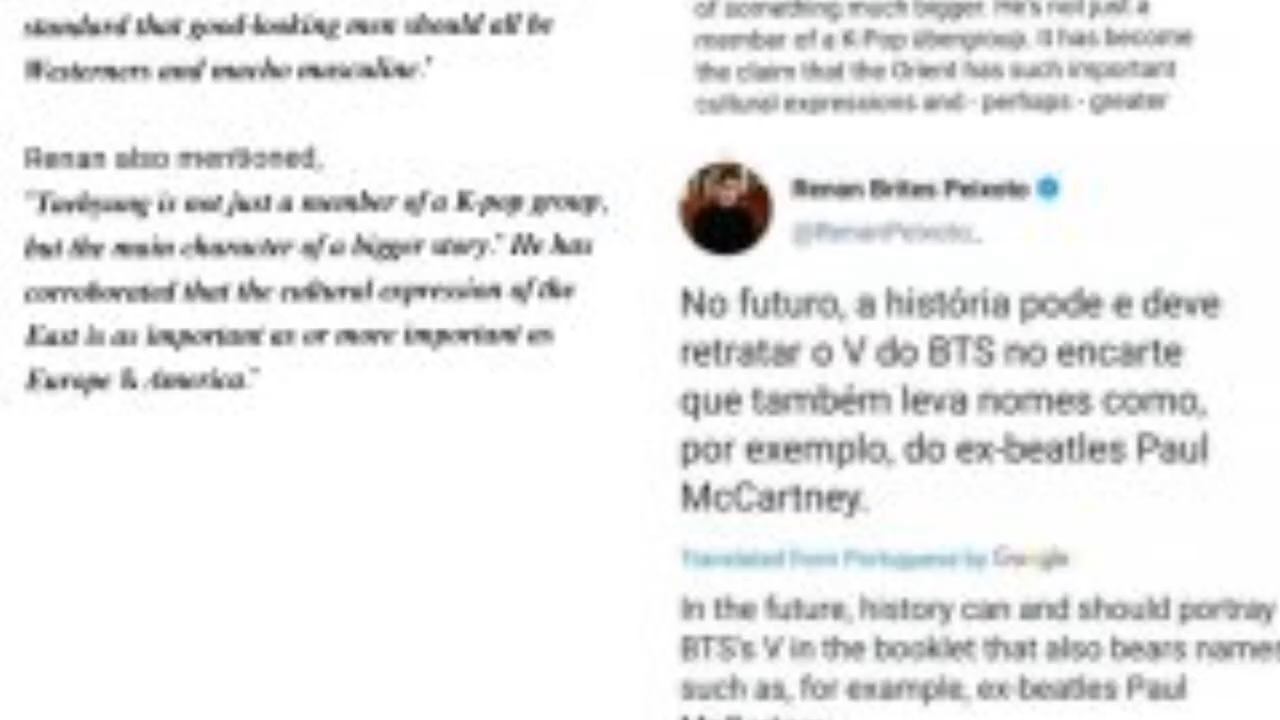 standard that good-looking men should all be
Westerners and macho masculine."
Renan also mentioned,
"Taehyung is not just a member of a K-pop group,
but the main character of a bigger story." He has
corroborated that the cultural expression of the
East is as important as or more important as
Europe & America."
of something much bigger. He's not just a
member of a K-Pop übergroup. It has become
the claim that the Orient has such important
cultural expressions and - perhaps - greater
Renan Brites Peixoto
@RenanPeixoto_
No futuro, a história pode e deve
retratar o V do BTS no encarte
que também leva nomes como,
por exemplo, do ex-beatles Paul
McCartney.
Translated from Portuguese by Google
In the future, history can and should portray
BTS's V in the booklet that also bears names
such as, for example, ex-beatles Paul
McCartney.